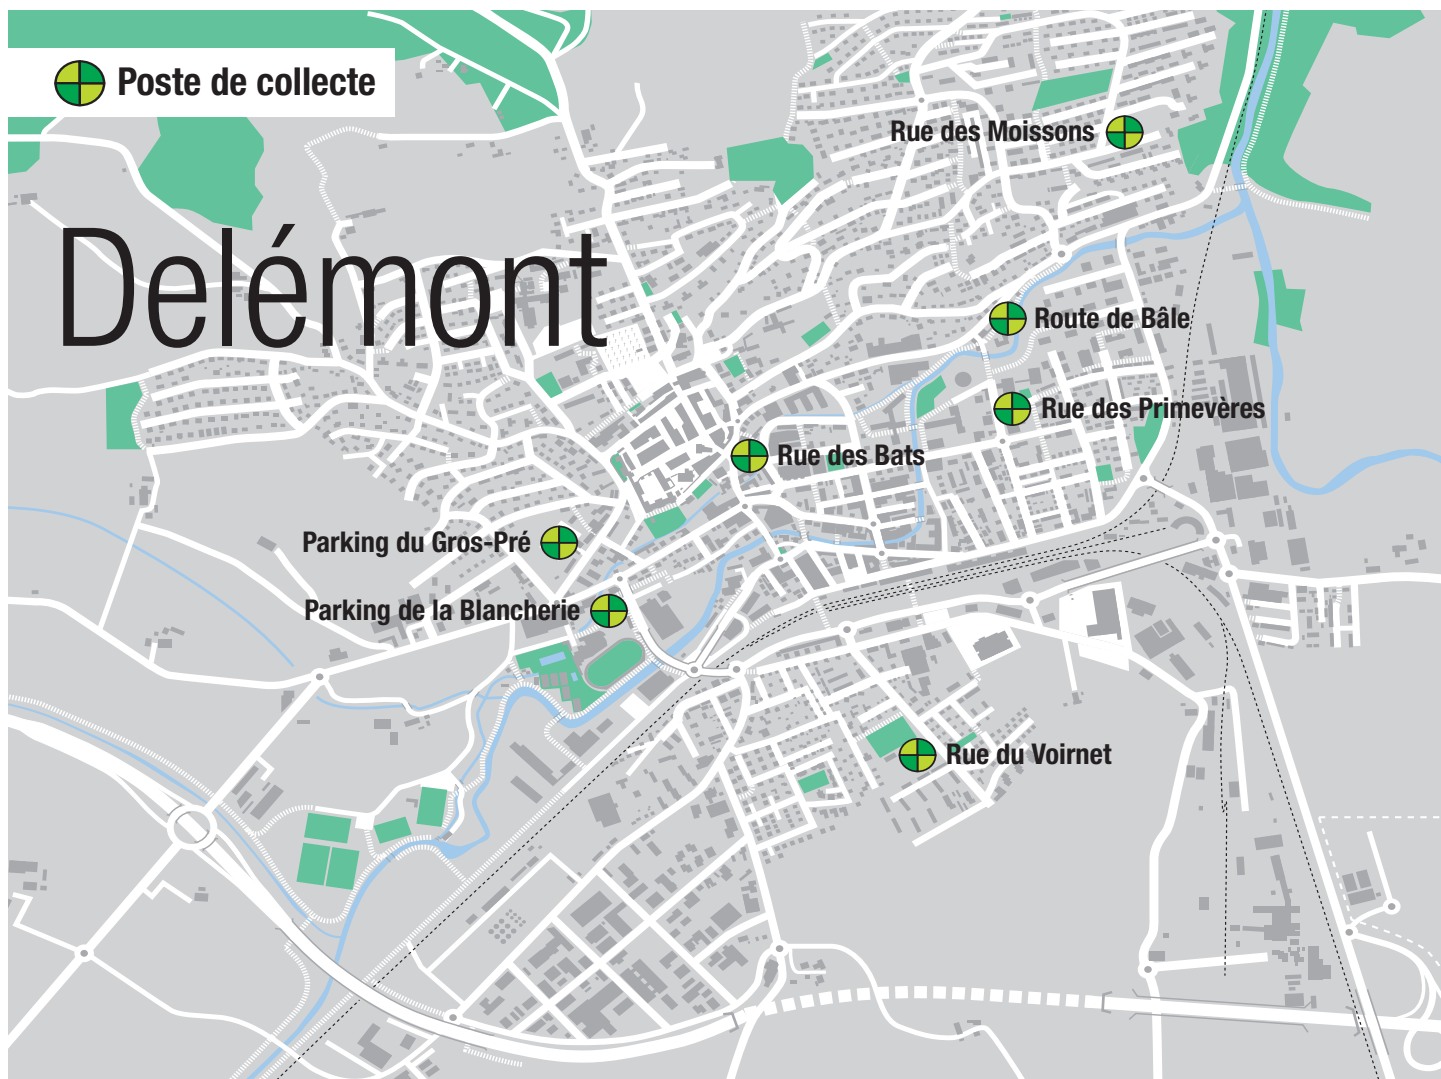 Poste de collecte
Rue des Moissons
Delémont
Route de Bâle
Rue des Primevères
Rue des Bats
Parking du Gros-Pré
Parking de la Blancherie
Rue du Voirnet